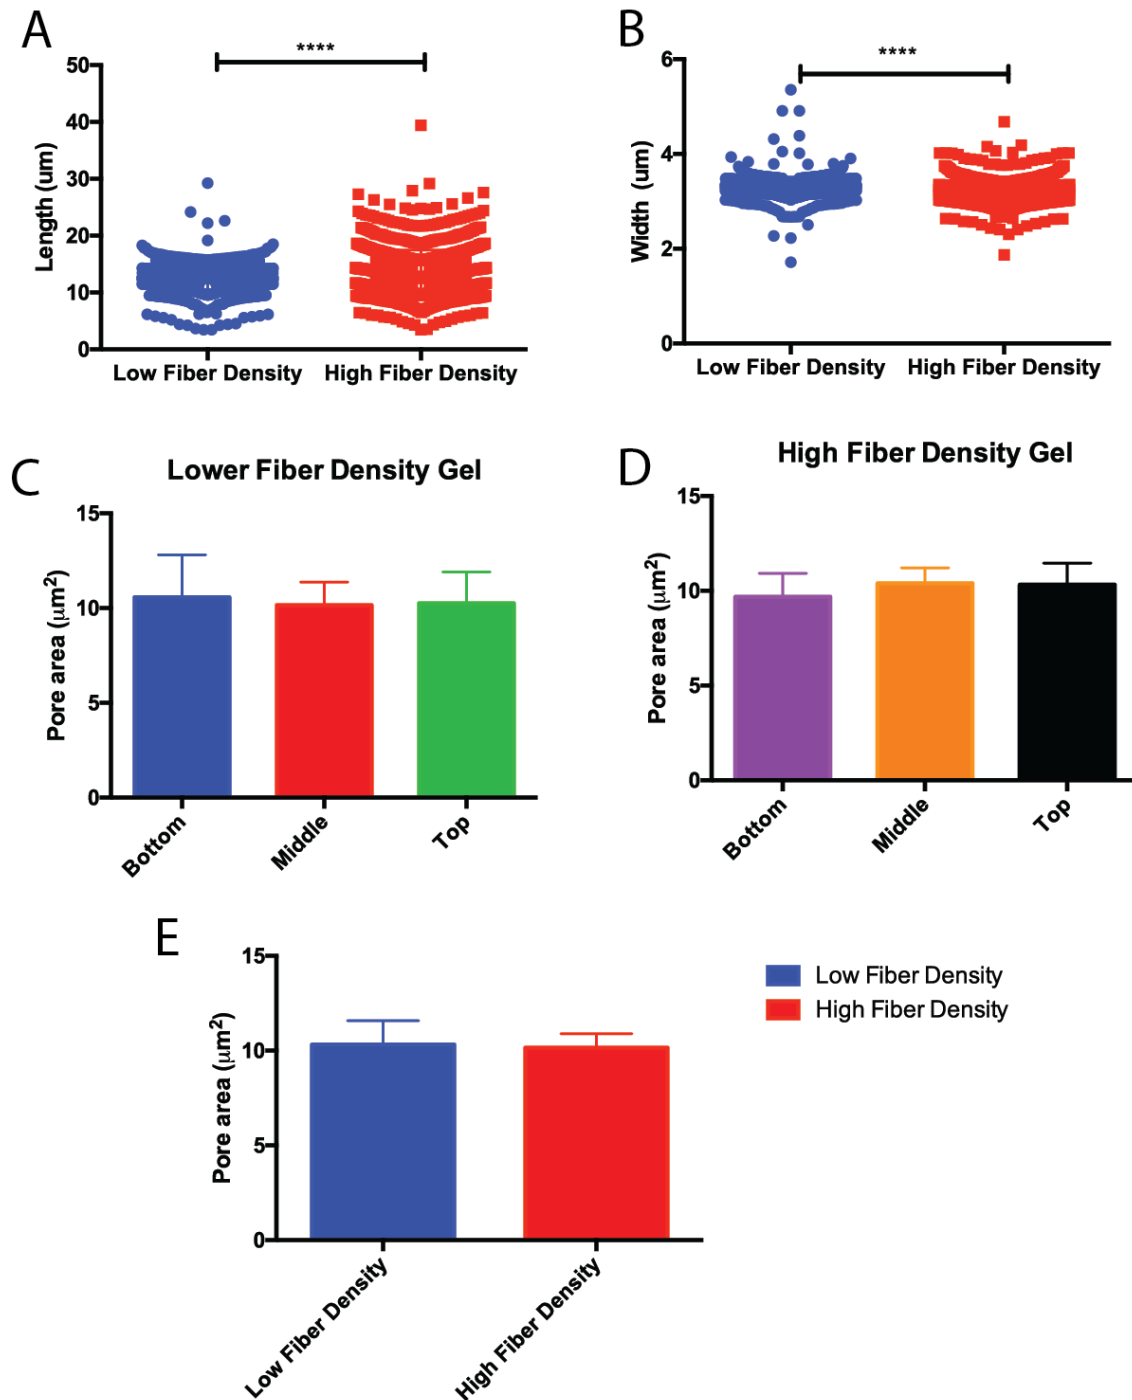 A
****
50
40
30
20
10
0
Length (um)
Low Fiber Density
High Fiber Density
B
****
6
4
2
0
Width (um)
Low Fiber Density
High Fiber Density
C
Lower Fiber Density Gel
15
10
5
0
Pore area (μm²)
Bottom
Middle
Top
D
High Fiber Density Gel
15
10
5
0
Pore area (μm²)
Bottom
Middle
Top
E
15
10
5
0
Pore area (μm²)
Low Fiber Density
High Fiber Density
Low Fiber Density
High Fiber Density